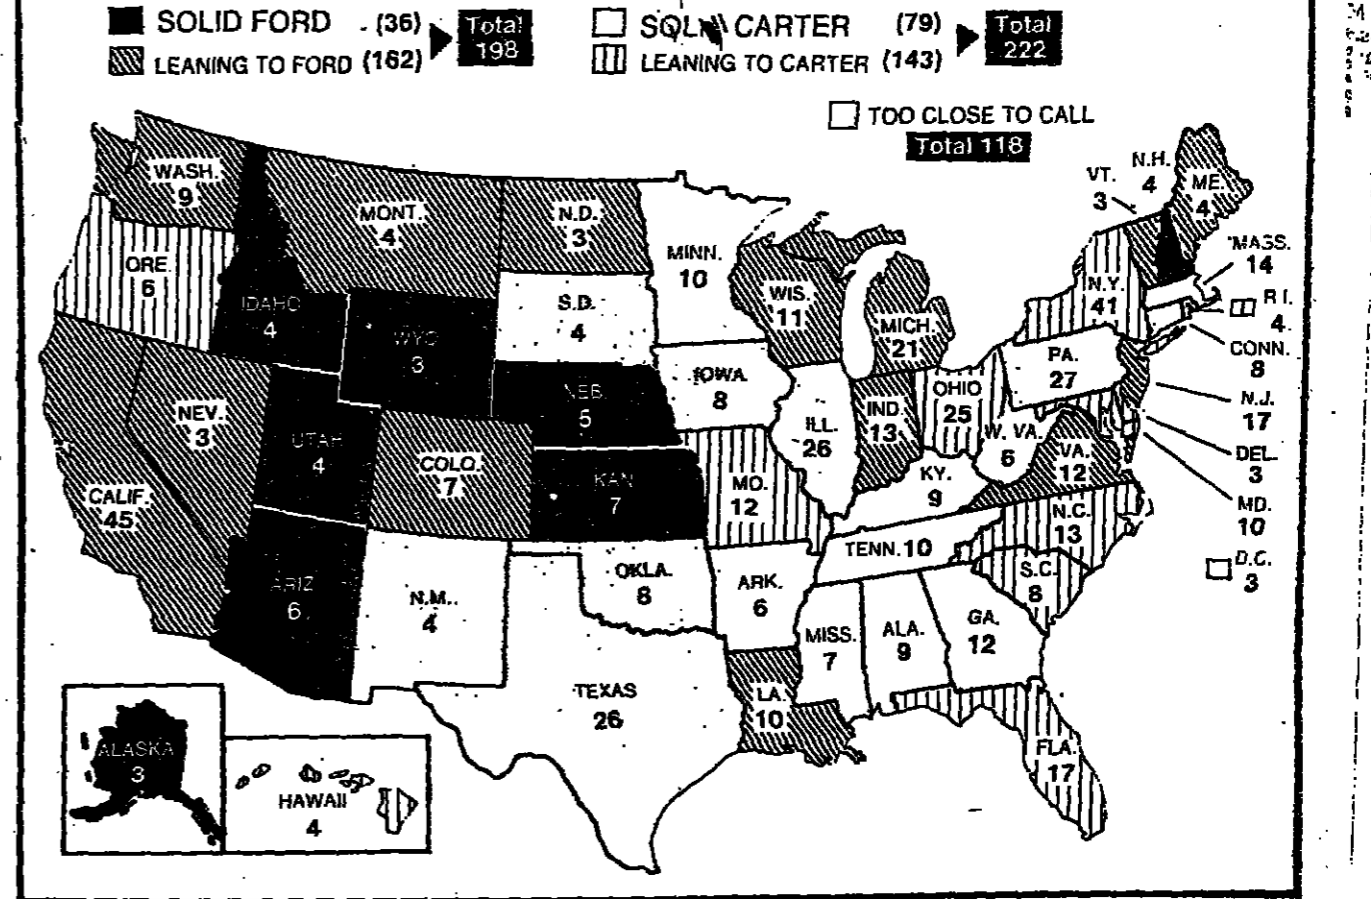 SOLID FORD (36)
Total
198
LEANING TO FORD (162)
CARTER (79)
Total
222
LEANING TO CARTER (143)
TOO CLOSE TO CALL
Total 118
WASH.
9
ORE.
6
IDAHO
4
MONT.
4
WYO
3
N.D.
3
S.D.
4
NEB.
5
KAN
7
NEV.
3
UTAH
4
COLO.
7
CALIF.
45
ARIZ
6
N.M.
4
OKLA.
8
TEXAS
26
MINN.
10
IOWA
8
MO.
12
ARK.
6
LA.
10
WIS.
11
ILL.
26
MICH.
21
IND.
13
OHIO
25
KY.
9
TENN. 10
MISS.
7
ALA.
9
GA.
12
FLA.
17
S.C.
8
N.C.
13
VA.
12
W. VA.
6
PA.
27
N.Y.
41
VT.
3
N.H.
4
ME.
4
MASS.
14
R I.
4
CONN.
8
N.J.
17
DEL.
3
MD.
10
D.C.
3
ALASKA
3
HAWAII
4